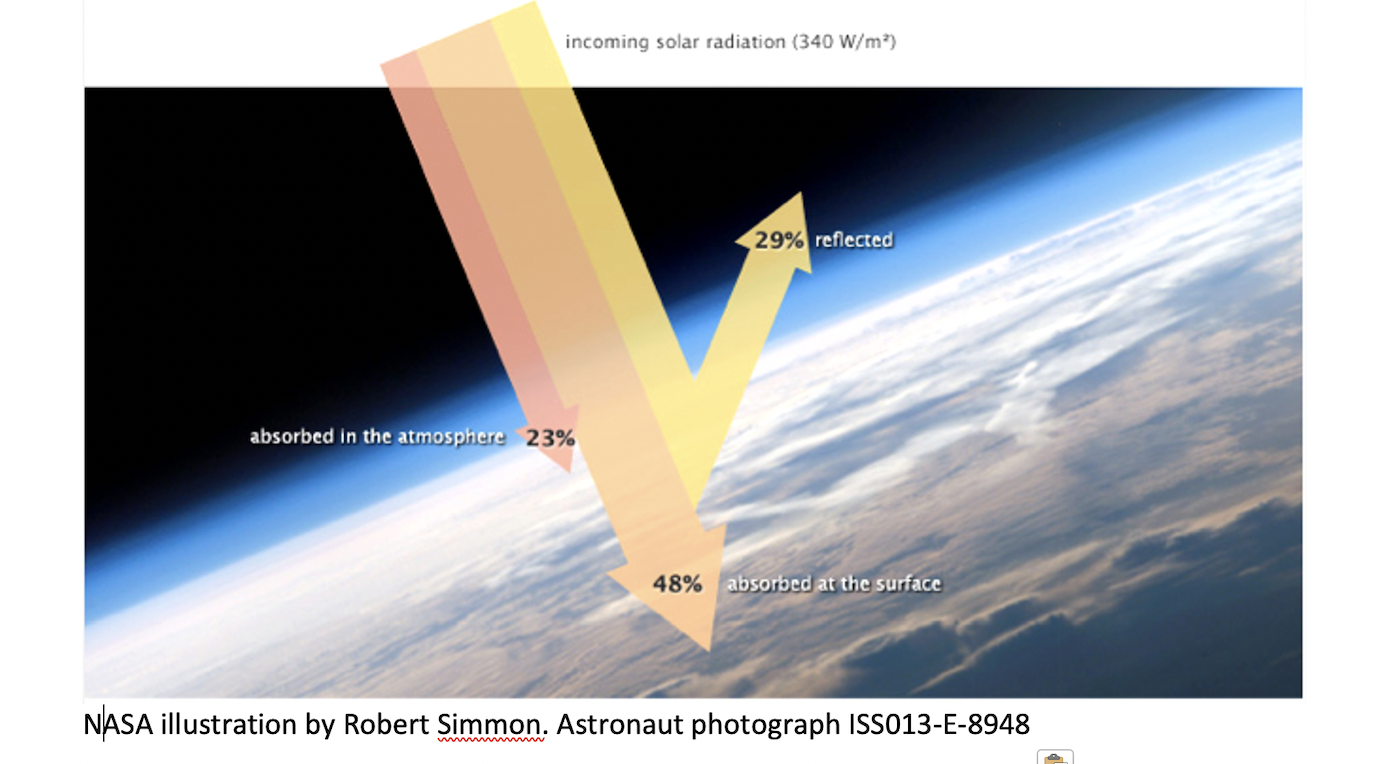 incoming solar radiation (340 W/m²)
29% reflected
absorbed in the atmosphere 23%
48% absorbed at the surface
NASA illustration by Robert Simmon. Astronaut photograph ISS013-E-8948